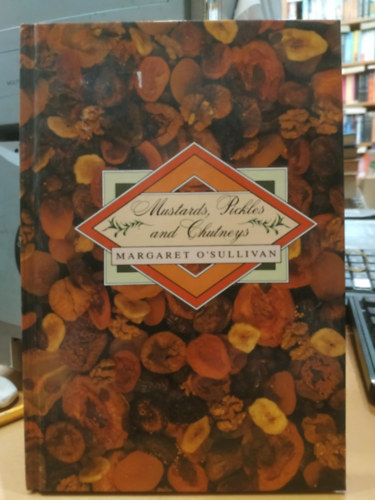 Mustards, Pickles
and Chutneys
MARGARET O'SULLIVAN